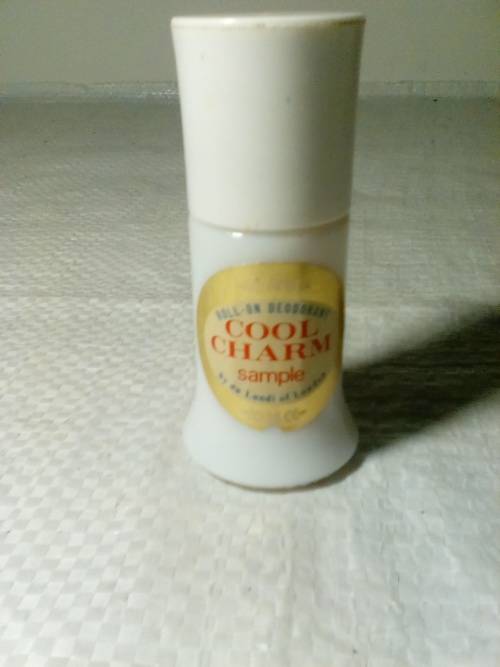 ROLL-ON DEODORANT
COOL
CHARM
sample
by de Landi of London